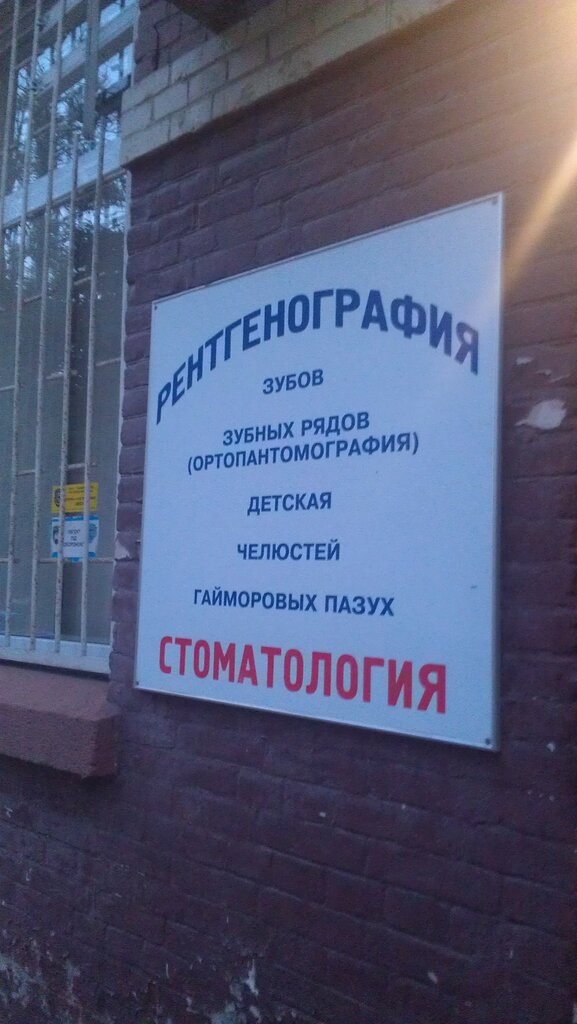 РЕНТГЕНОГРАФИЯ
ЗУБОВ
ЗУБНЫХ РЯДОВ
(ОРТОПАНТОМОГРАФИЯ)
ДЕТСКАЯ
ЧЕЛЮСТЕЙ
ГАЙМОРОВЫХ ПАЗУХ
СТОМАТОЛОГИЯ